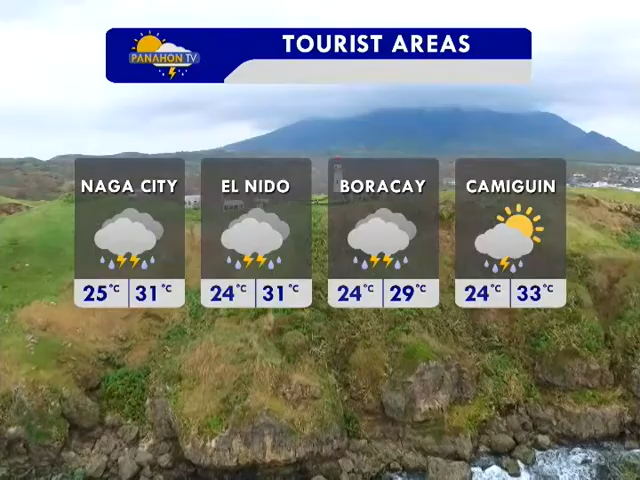 PANAHON TV
TOURIST AREAS
NAGA CITY
25°C 31°C
EL NIDO
24°C 31°C
BORACAY
24°C 29°C
CAMIGUIN
24°C 33°C